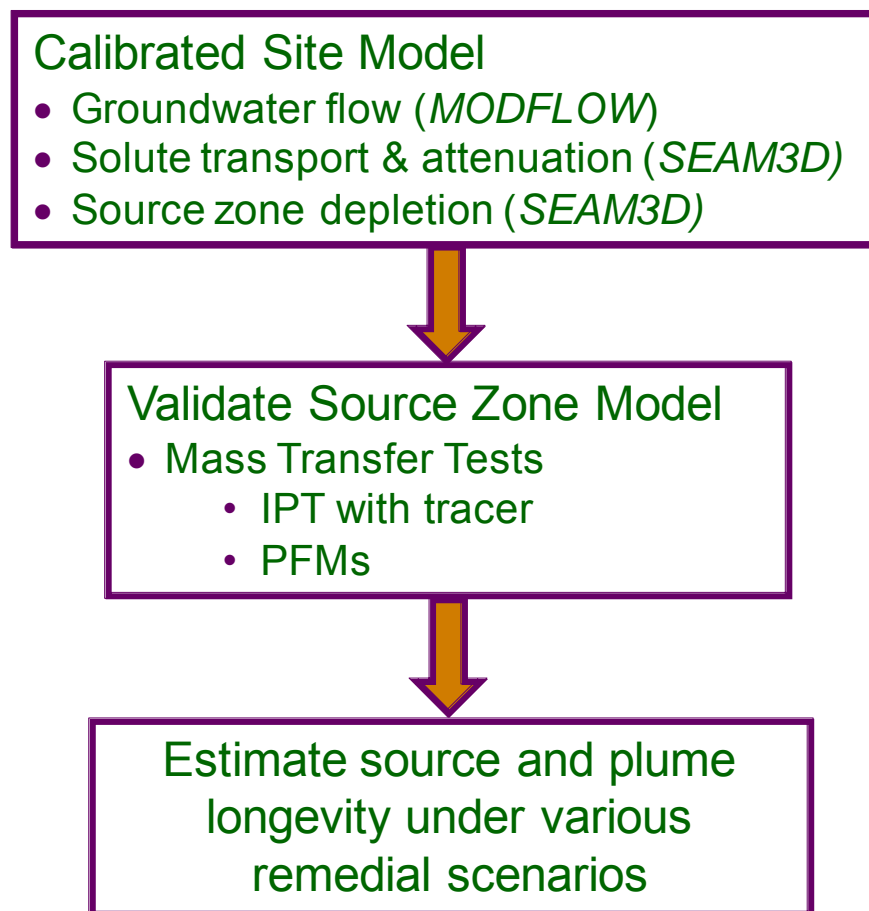 Calibrated Site Model
• Groundwater flow (MODFLOW)
• Solute transport & attenuation (SEAM3D)
• Source zone depletion (SEAM3D)
Validate Source Zone Model
• Mass Transfer Tests
• IPT with tracer
• PFMs
Estimate source and plume
longevity under various
remedial scenarios